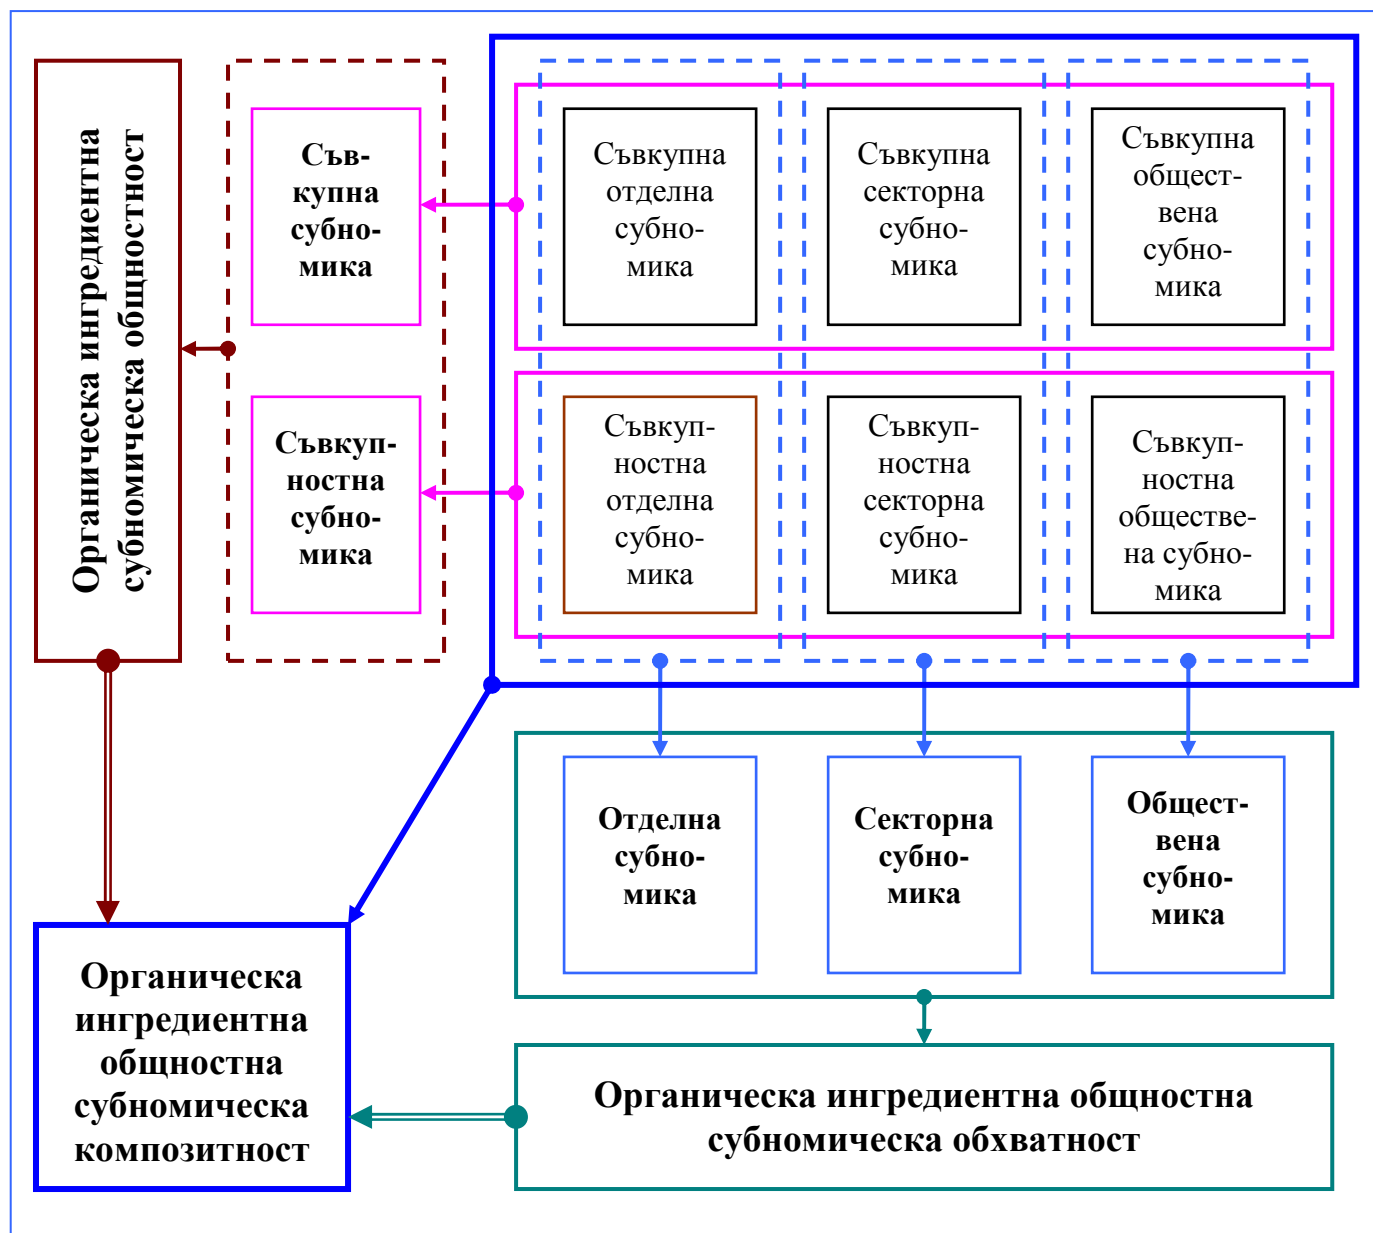 Органическа ингредиентна
субномическа общностност
Съв-
купна
субно-
мика
Съвкупна
отделна
субно-
мика
Съвкупна
секторна
субно-
мика
Съвкупна
общест-
вена
субно-
мика
Съвкуп-
ностна
субно-
мика
Съвкуп-
ностна
отделна
субно-
мика
Съвкуп-
ностна
секторна
субно-
мика
Съвкуп-
ностна
обществе-
на субно-
мика
Отделна
субно-
мика
Секторна
субно-
мика
Общест-
вена
субно-
мика
Органическа
ингредиентна
общностна
субномическа
композитност
Органическа ингредиентна общностна
субномическа обхватност